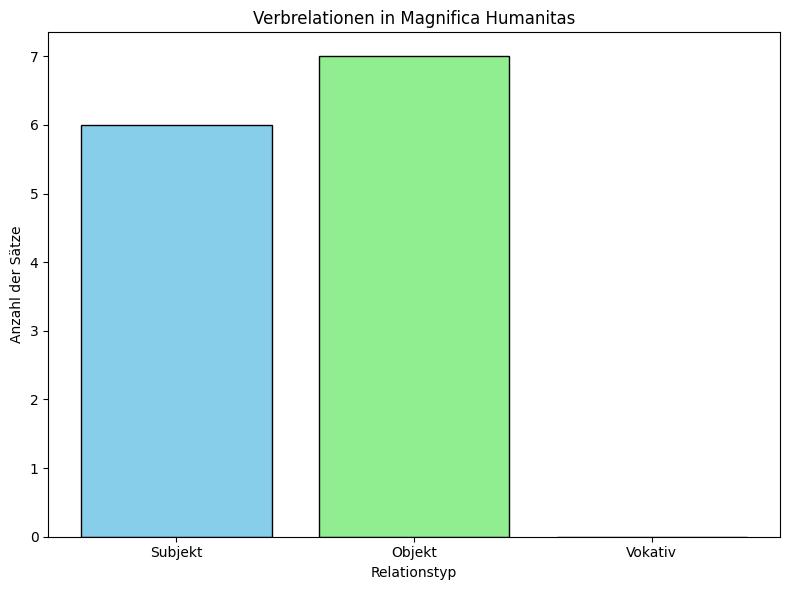 Verbrelationen in Magnifica Humanitas
7
6
5
4
3
2
1
0
Anzahl der Sätze
Subjekt Objekt Vokativ
Relationstyp